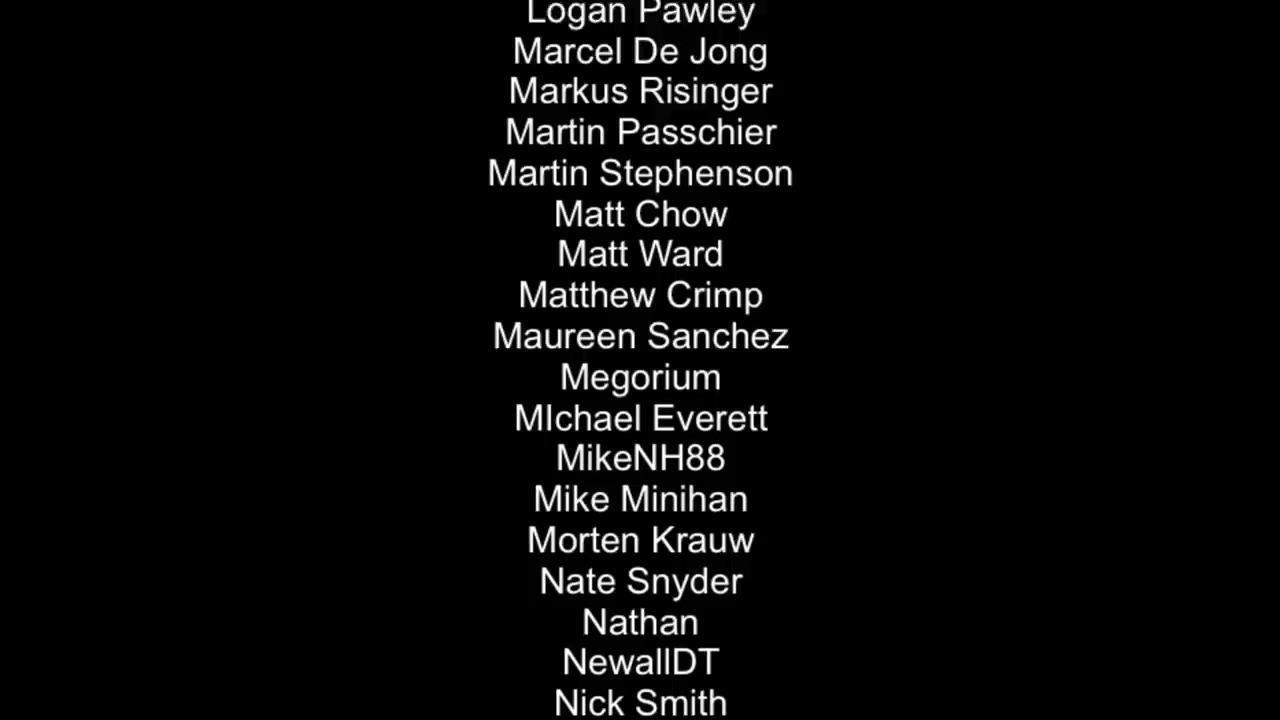 Logan Pawley
Marcel De Jong
Markus Risinger
Martin Passchier
Martin Stephenson
Matt Chow
Matt Ward
Matthew Crimp
Maureen Sanchez
Megorium
MIchael Everett
MikeNH88
Mike Minihan
Morten Krauw
Nate Snyder
Nathan
NewallDT
Nick Smith